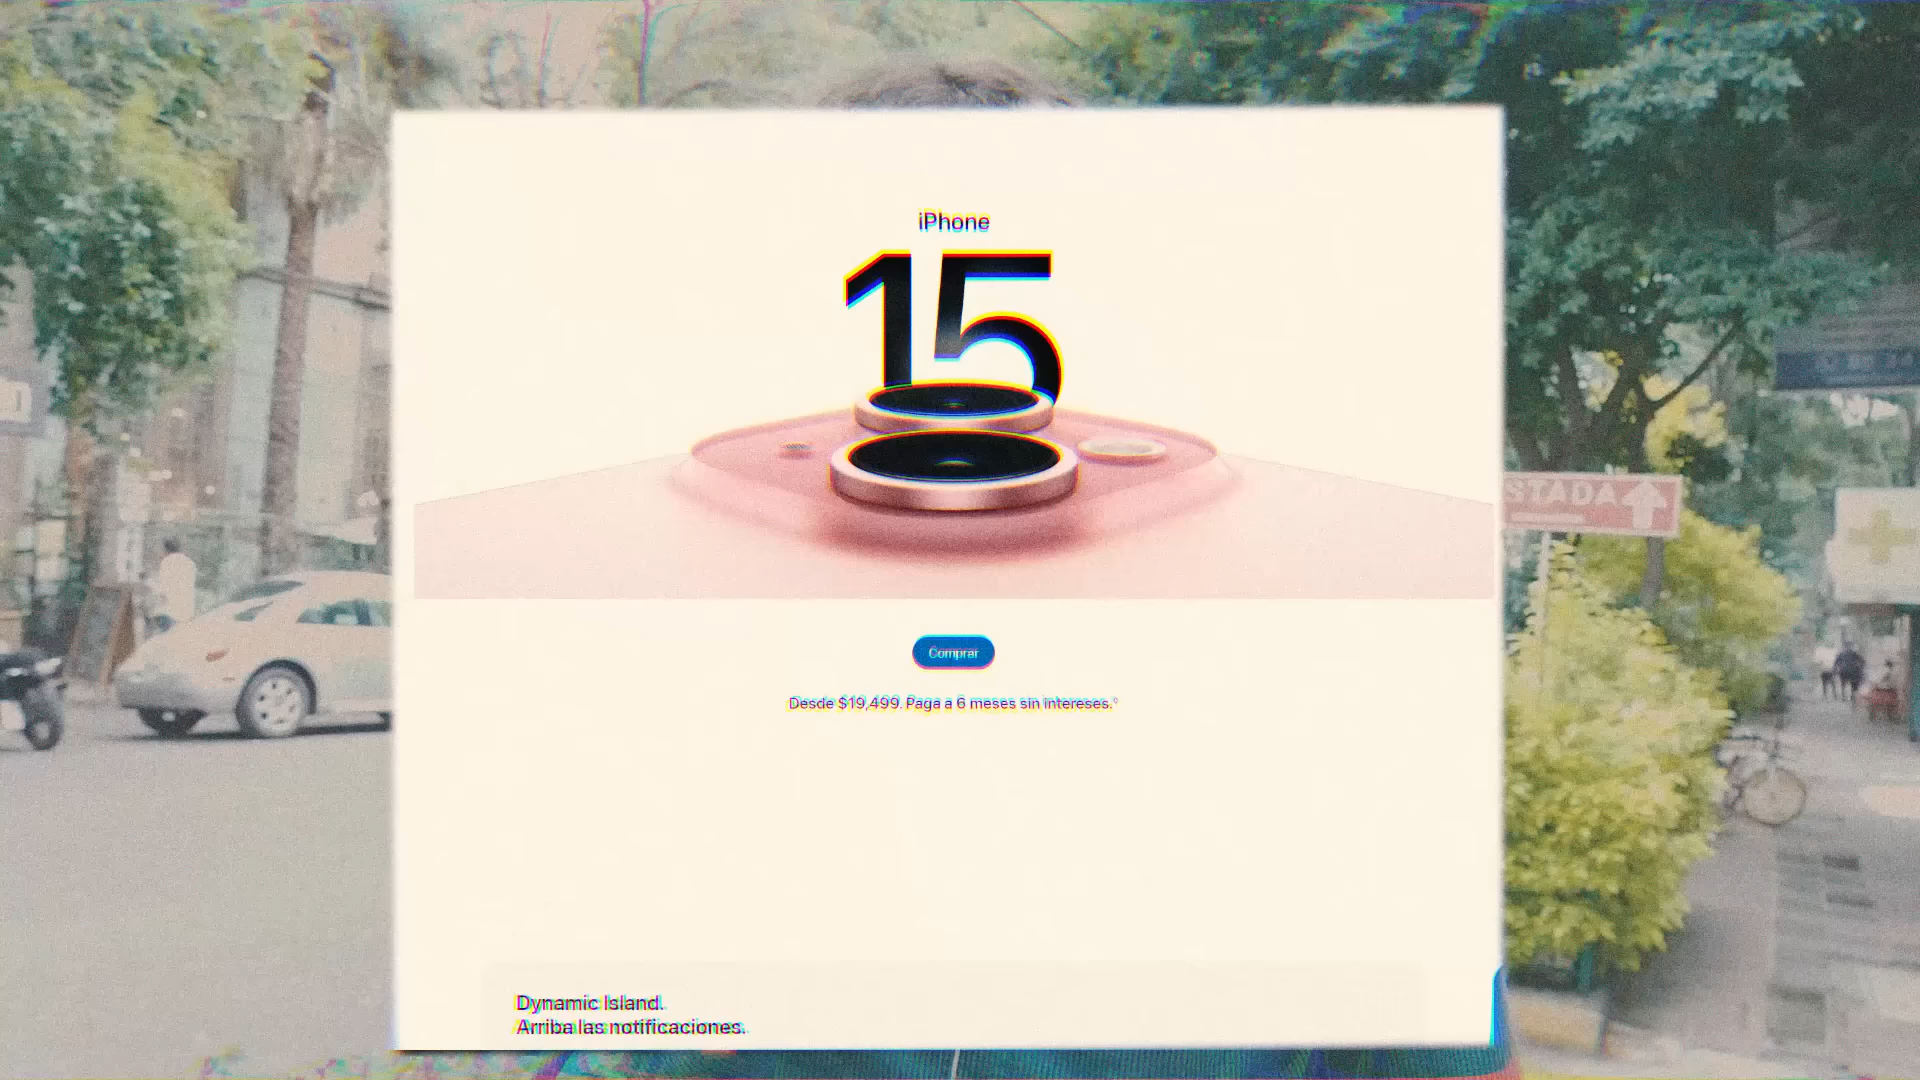 iPhone
15
Comprar
Desde $19,499. Paga a 6 meses sin intereses.
Dynamic Island.
Arriba las notificaciones.
STADA